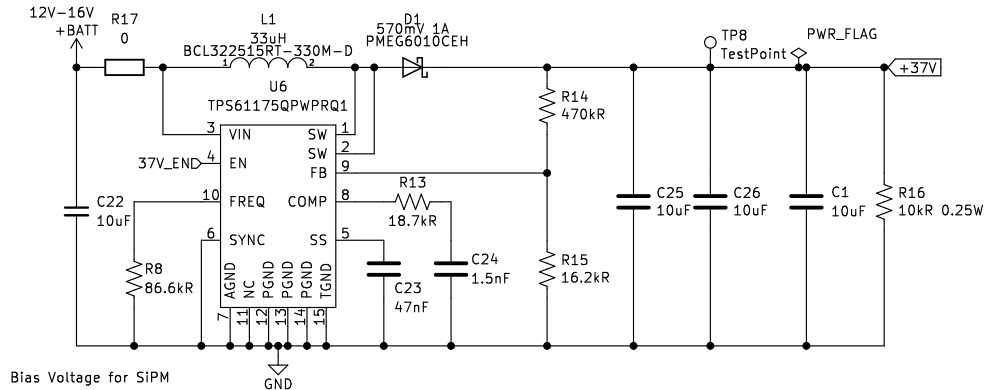 12V-16V
+BATT
R17
0
L1
33uH
BCL322515RT-330M-D
1
2
D1
570mV 1A
PMEG6010CEH
TP8
TestPoint
PWR_FLAG
+37V
U6
TPS61175QPWPRQ1
3
VIN
SW
1
SW
2
37V_EN
4
EN
FB
9
10
FREQ
COMP
8
6
SYNC
SS
5
AGND
NC
PGND
PGND
PGND
TGND
7
11
12
13
14
15
R14
470kR
R13
18.7kR
C22
10uF
C25
10uF
C26
10uF
C1
10uF
R16
10kR 0.25W
R8
86.6kR
C23
47nF
C24
1.5nF
R15
16.2kR
GND
Bias Voltage for SiPM